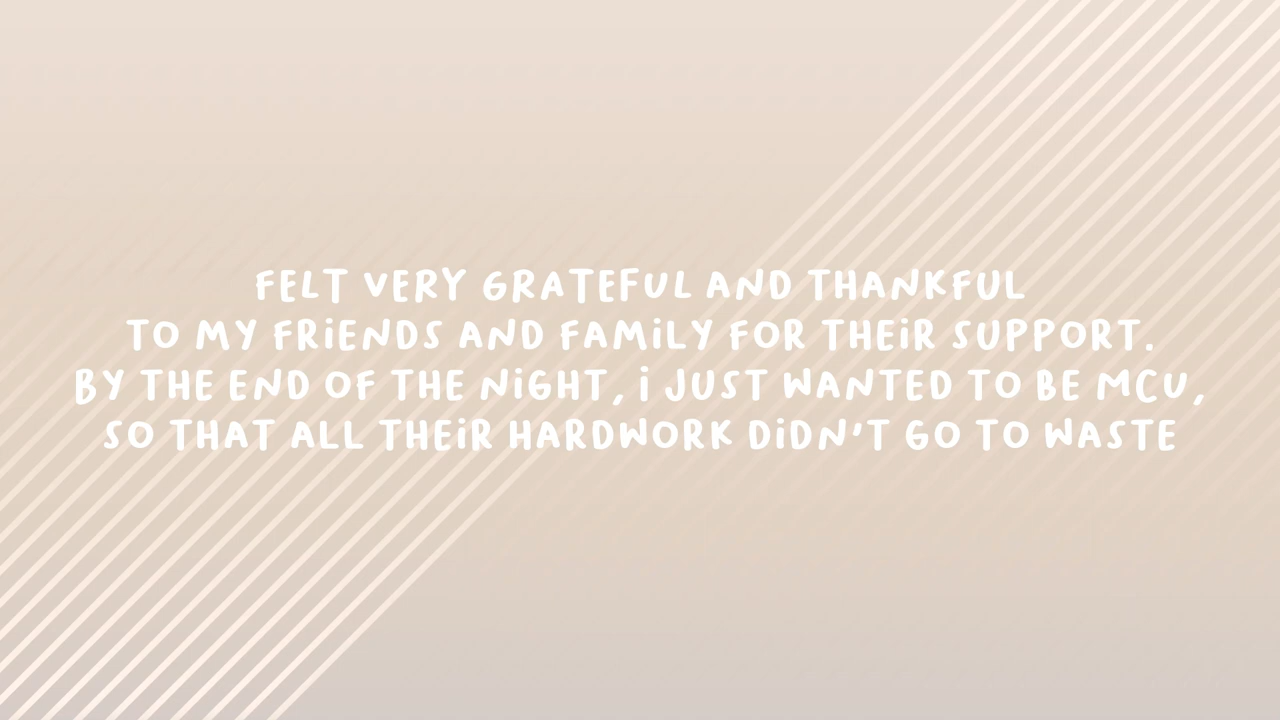 FELT VERY GRATEFUL AND THANKFUL
TO MY FRiENDS AND FAMiLY FOR THEiR SUPPORT.
BY THE END OF THE NiGHT, i JUST WANTED TO BE MCU,
SO THAT ALL THEiR HARDWORK DiDN'T GO TO WASTE